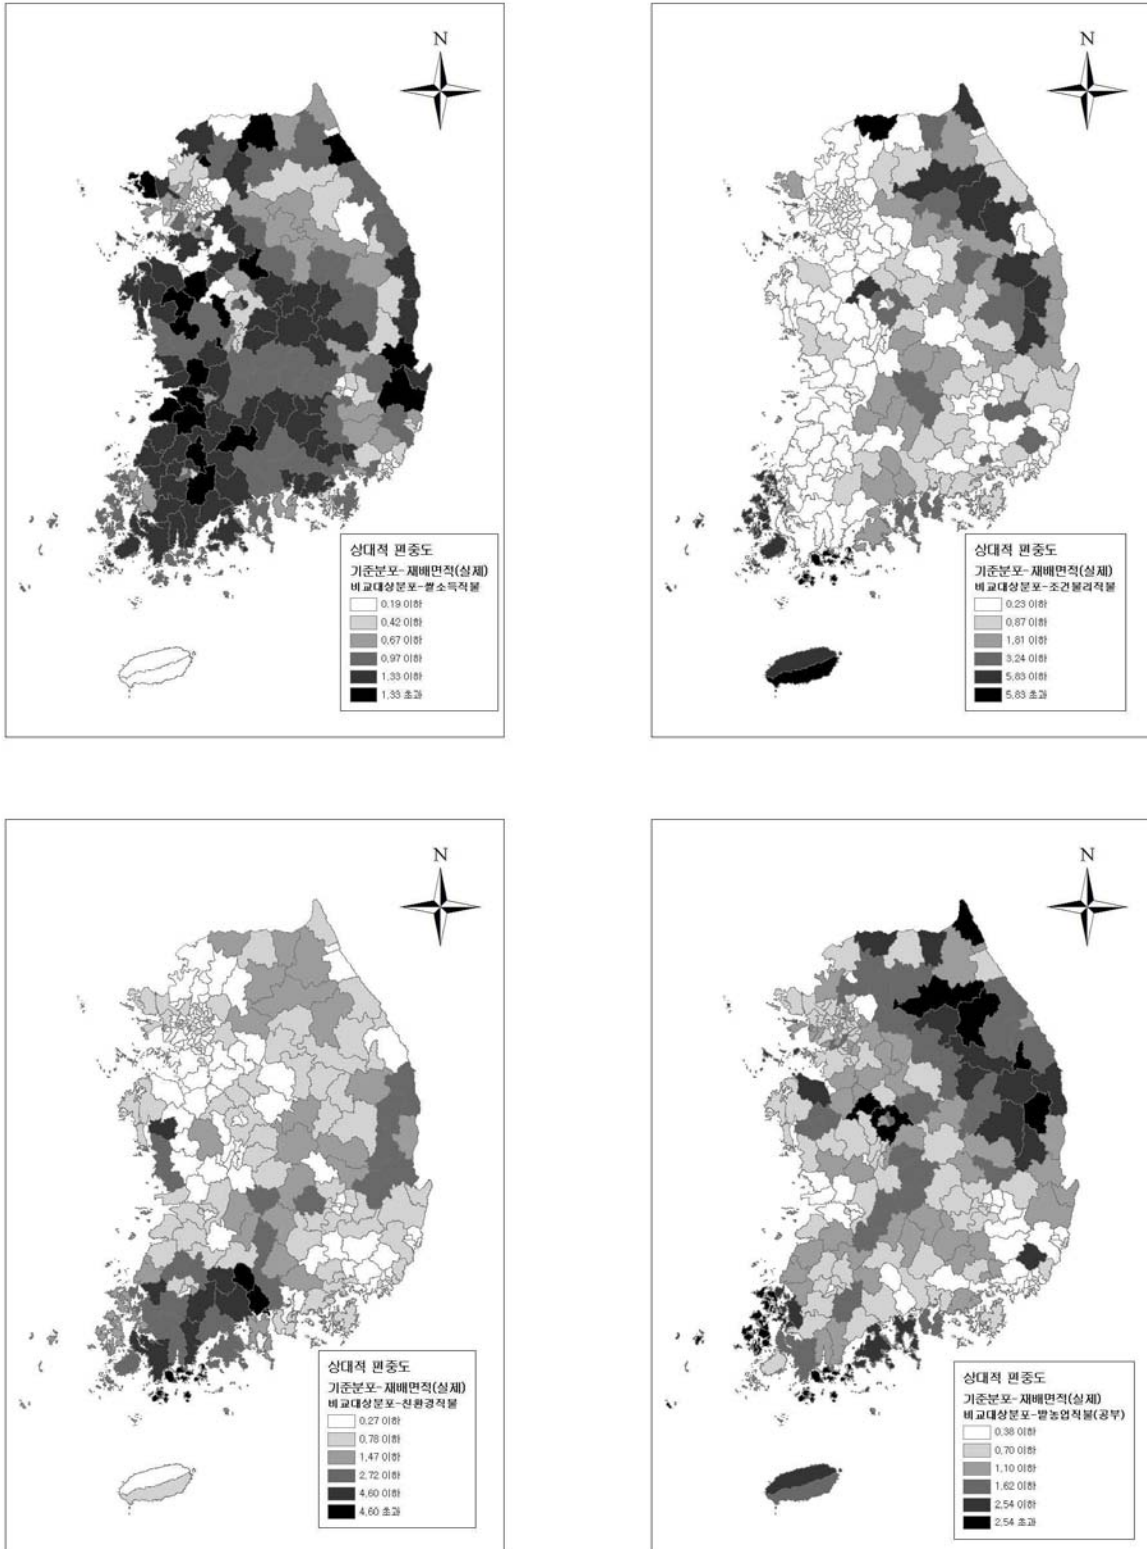 N
상대적 편중도
기준분포-재배면적(실제)
비교대상분포-쌀소득작물
0,19 이하
0,42 이하
0,67 이하
0,97 이하
1,33 이하
1,33 초과
N
상대적 편중도
기준분포-재배면적(실제)
비교대상분포-조건불리작물
0,23 이하
0,87 이하
1,81 이하
3,24 이하
5,83 이하
5,83 초과
N
상대적 편중도
기준분포-재배면적(실제)
비교대상분포-친환경작물
0,27 이하
0,78 이하
1,47 이하
2,72 이하
4,60 이하
4,60 초과
N
상대적 편중도
기준분포-재배면적(실제)
비교대상분포-밭농업작물(공부)
0,38 이하
0,70 이하
1,10 이하
1,62 이하
2,54 이하
2,54 초과